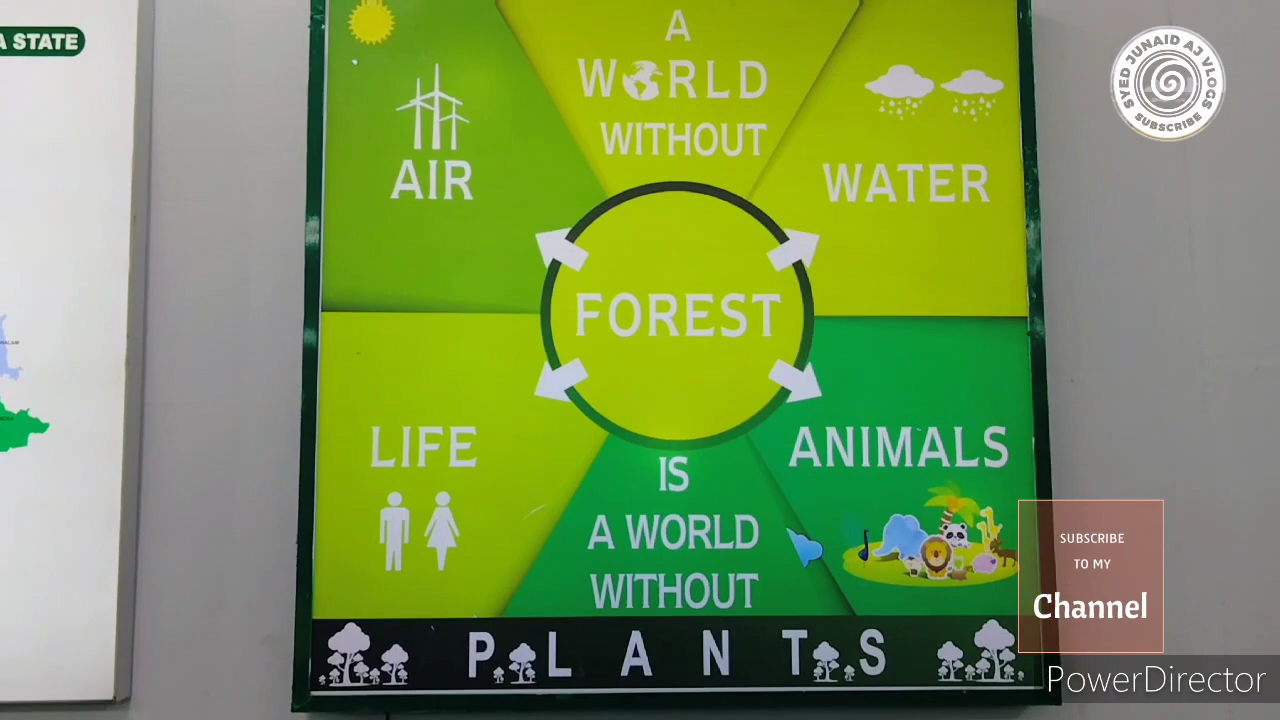 A STATE
A
WORLD
WITHOUT
AIR
WATER
FOREST
LIFE
ANIMALS
IS
A WORLD
WITHOUT
PLANTS
SYED JUNAID AJ VLOGS
SUBSCRIBE
SUBSCRIBE
TO MY
Channel
PowerDirector